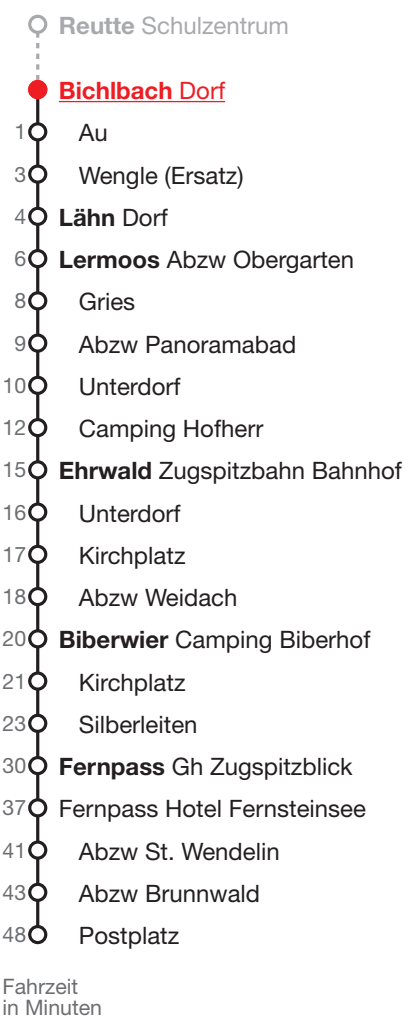 Reutte Schulzentrum
Bichlbach Dorf
1 Au
3 Wengle (Ersatz)
4 Lähn Dorf
6 Lermoos Abzw Obergarten
8 Gries
9 Abzw Panoramabad
10 Unterdorf
12 Camping Hofherr
15 Ehrwald Zugspitzbahn Bahnhof
16 Unterdorf
17 Kirchplatz
18 Abzw Weidach
20 Biberwier Camping Biberhof
21 Kirchplatz
23 Silberleiten
30 Fernpass Gh Zugspitzblick
37 Fernpass Hotel Fernsteinsee
41 Abzw St. Wendelin
43 Abzw Brunnwald
48 Postplatz
Fahrzeit
in Minuten